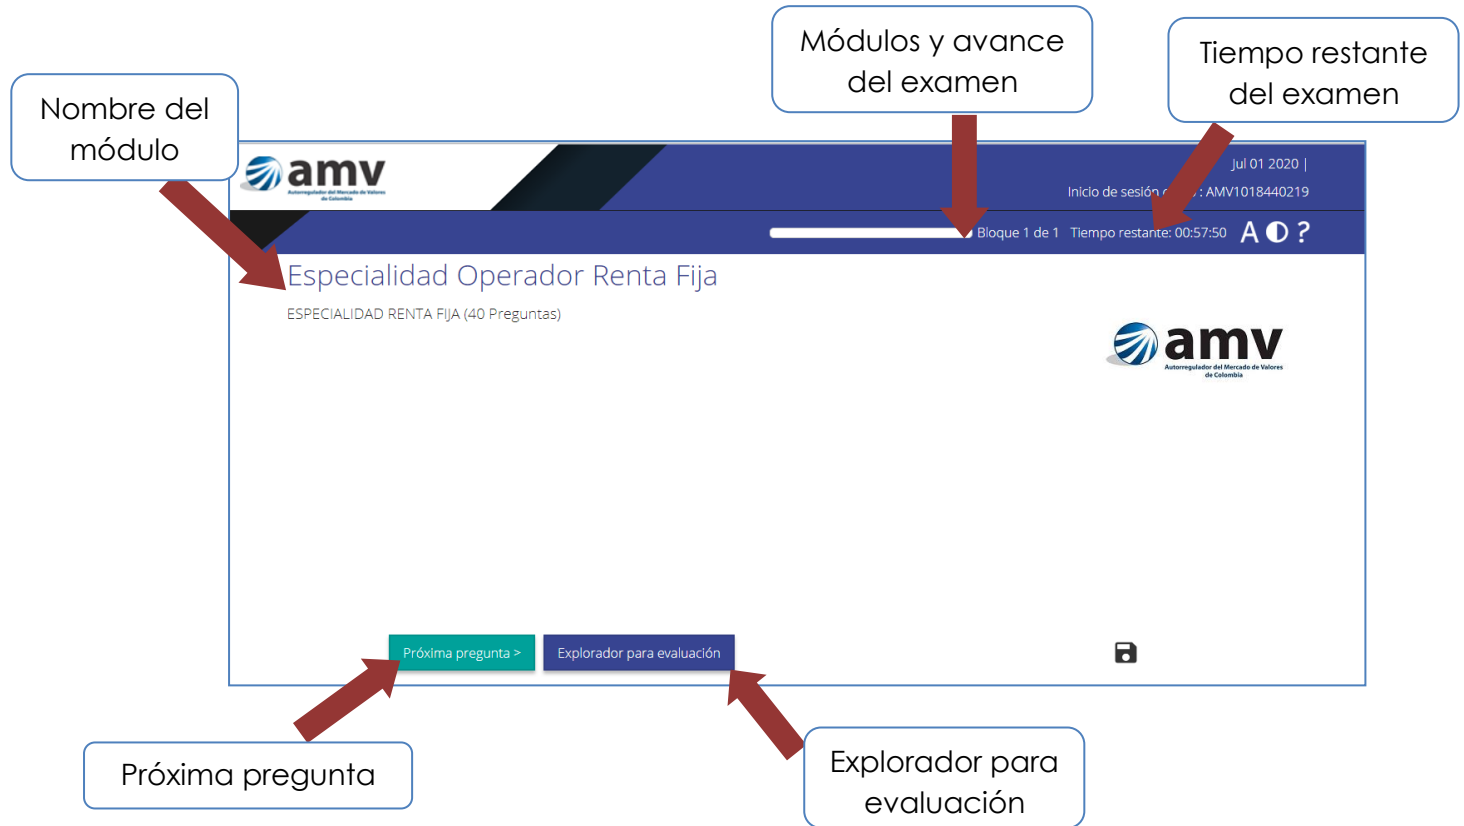 Módulos y avance
del examen
Tiempo restante
del examen
Nombre del
módulo
amv
Autorregulador del Mercado de Valores
de Colombia
Jul 01 2020 |
Inicio de sesión : AMV1018440219
Bloque 1 de 1 Tiempo restante: 00:57:50 A ?
Especialidad Operador Renta Fija
ESPECIALIDAD RENTA FIJA (40 Preguntas)
amv
Autorregulador del Mercado de Valores
de Colombia
Próxima pregunta > Explorador para evaluación
Próxima pregunta
Explorador para
evaluación